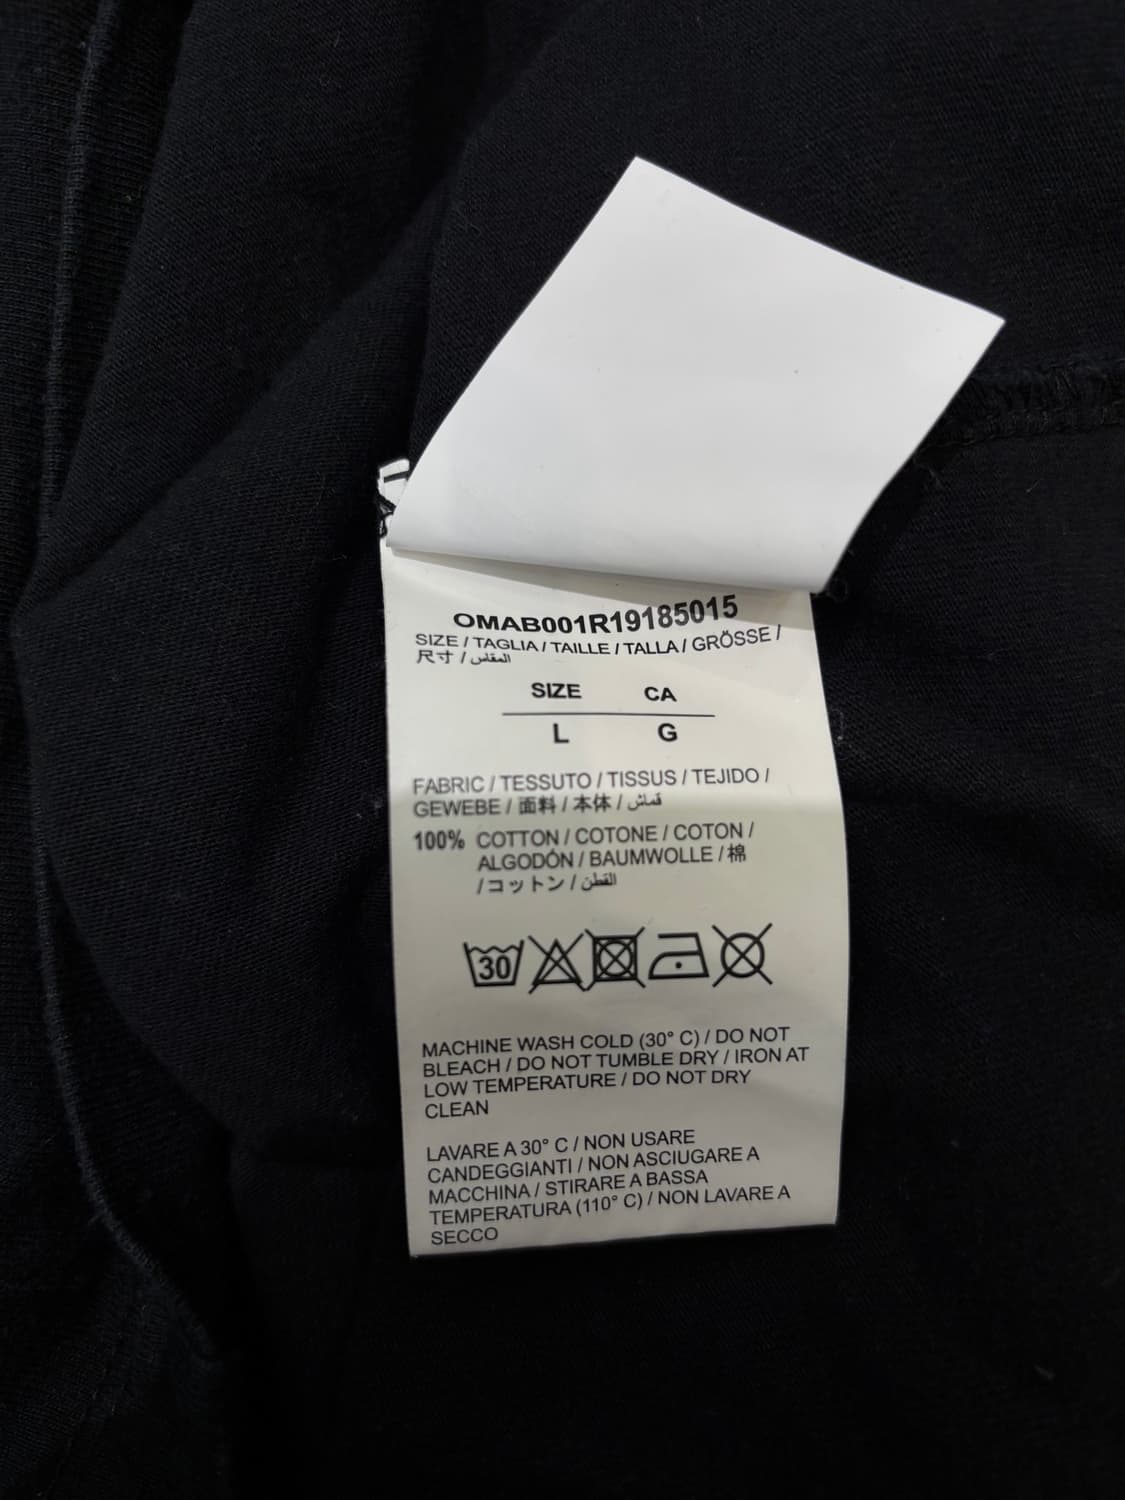 OMAB001R19185015
SIZE / TAGLIA / TAILLE / TALLA / GRÖSSE /
尺寸 / المقاس
SIZE CA
L G
FABRIC / TESSUTO / TISSUS / TEJIDO /
GEWEBE / 面料 / 本体 / قماش
100% COTTON / COTONE / COTON /
ALGODÓN / BAUMWOLLE / 棉
/ コットン / القطن
30
MACHINE WASH COLD (30° C) / DO NOT
BLEACH / DO NOT TUMBLE DRY / IRON AT
LOW TEMPERATURE / DO NOT DRY
CLEAN
LAVARE A 30° C / NON USARE
CANDEGGIANTI / NON ASCIUGARE A
MACCHINA / STIRARE A BASSA
TEMPERATURA (110° C) / NON LAVARE A
SECCO